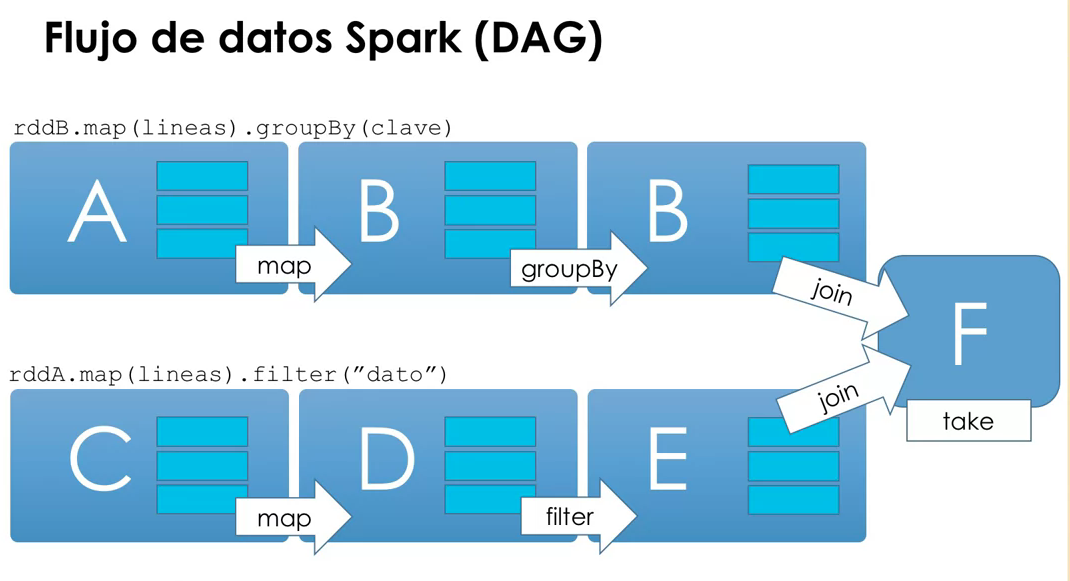 Flujo de datos Spark (DAG)
rddB.map(lineas).groupBy(clave)
A
B
B
map
groupBy
join
F
rddA.map(lineas).filter(”dato”)
C
D
E
join
take
map
filter